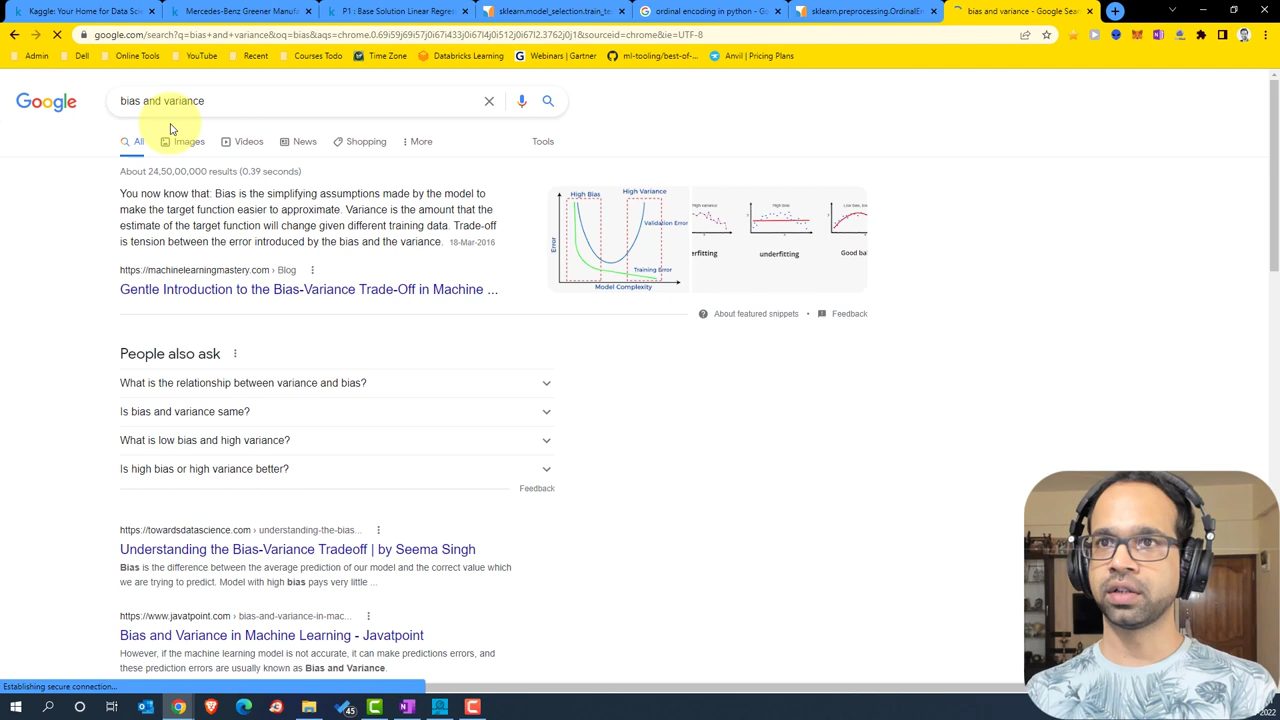 Kaggle: Your Home for Data Sci
Mercedes-Benz Greener Manufac
P1 : Base Solution Linear Regre
sklearn.model_selection.train_te
ordinal encoding in python - Go
sklearn.preprocessing.OrdinalEn
bias and variance - Google Sear
google.com/search?q=bias+and+variance&oq=bias&aqs=chrome.0.69i59j69i57j0i67j0i512j0i67l4j0i512j0i67l2.3762j0j1&sourceid=chrome&ie=UTF-8
Admin
Dell
Online Tools
YouTube
Recent
Courses Todo
Time Zone
Databricks Learning
Webinars | Gartner
ml-tooling/best-of-...
Anvil | Pricing Plans
Google
bias and variance
All
Images
Videos
News
Shopping
More
Tools
About 24,50,00,000 results (0.39 seconds)
You now know that: Bias is the simplifying assumptions made by the model to
make the target function easier to approximate. Variance is the amount that the
estimate of the target function will change given different training data. Trade-off
is tension between the error introduced by the bias and the variance. 18-Mar-2016
High Bias
High Variance
Validation Error
Training Error
Error
Model Complexity
High variance
High bias
Low bias, low
erfitting
underfitting
Good bal
https://machinelearningmastery.com › Blog
Gentle Introduction to the Bias-Variance Trade-Off in Machine ...
About featured snippets
•
Feedback
People also ask
What is the relationship between variance and bias?
Is bias and variance same?
What is low bias and high variance?
Is high bias or high variance better?
Feedback
https://towardsdatascience.com › understanding-the-bias...
Understanding the Bias-Variance Tradeoff | by Seema Singh
Bias is the difference between the average prediction of our model and the correct value which
we are trying to predict. Model with high bias pays very little ...
https://www.javatpoint.com › bias-and-variance-in-mac...
Bias and Variance in Machine Learning - Javatpoint
However, if the machine learning model is not accurate, it can make predictions errors, and
these prediction errors are usually known as Bias and Variance.
Establishing secure connection...
45
2022